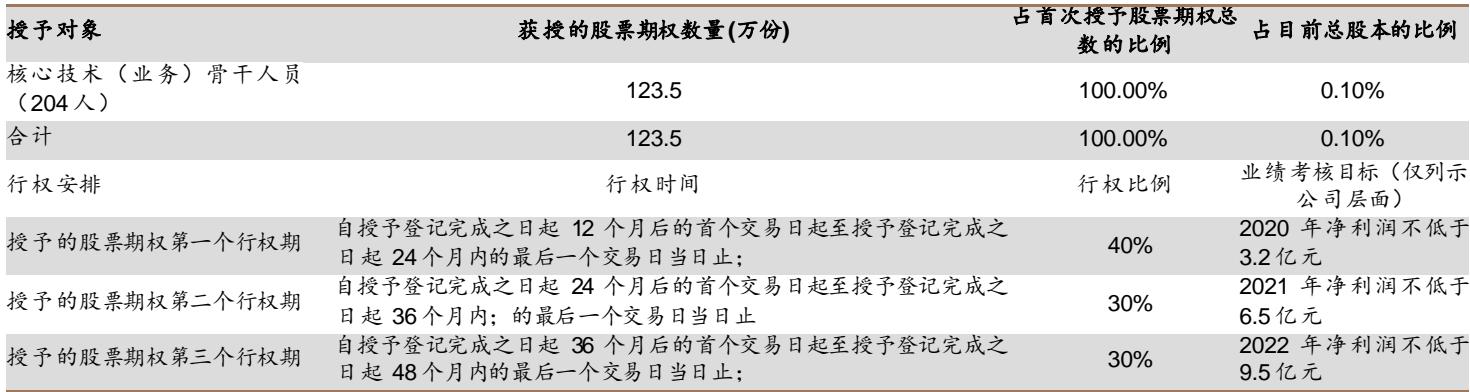 授予对象 获授的股票期权数量(万份) 占首次授予股票期权总数的比例 占目前总股本的比例
核心技术（业务）骨干人员（204人） 123.5 100.00% 0.10%
合计 123.5 100.00% 0.10%
行权安排 行权时间 行权比例 业绩考核目标（仅列示公司层面）
授予的股票期权第一个行权期 自授予登记完成之日起 12 个月后的首个交易日起至授予登记完成之日起 24个月内的最后一个交易日当日止； 40% 2020 年净利润不低于3.2亿元
授予的股票期权第二个行权期 自授予登记完成之日起 24 个月后的首个交易日起至授予登记完成之日起 36个月内；的最后一个交易日当日止 30% 2021 年净利润不低于6.5亿元
授予的股票期权第三个行权期 自授予登记完成之日起 36 个月后的首个交易日起至授予登记完成之日起 48个月内的最后一个交易日当日止； 30% 2022 年净利润不低于9.5亿元